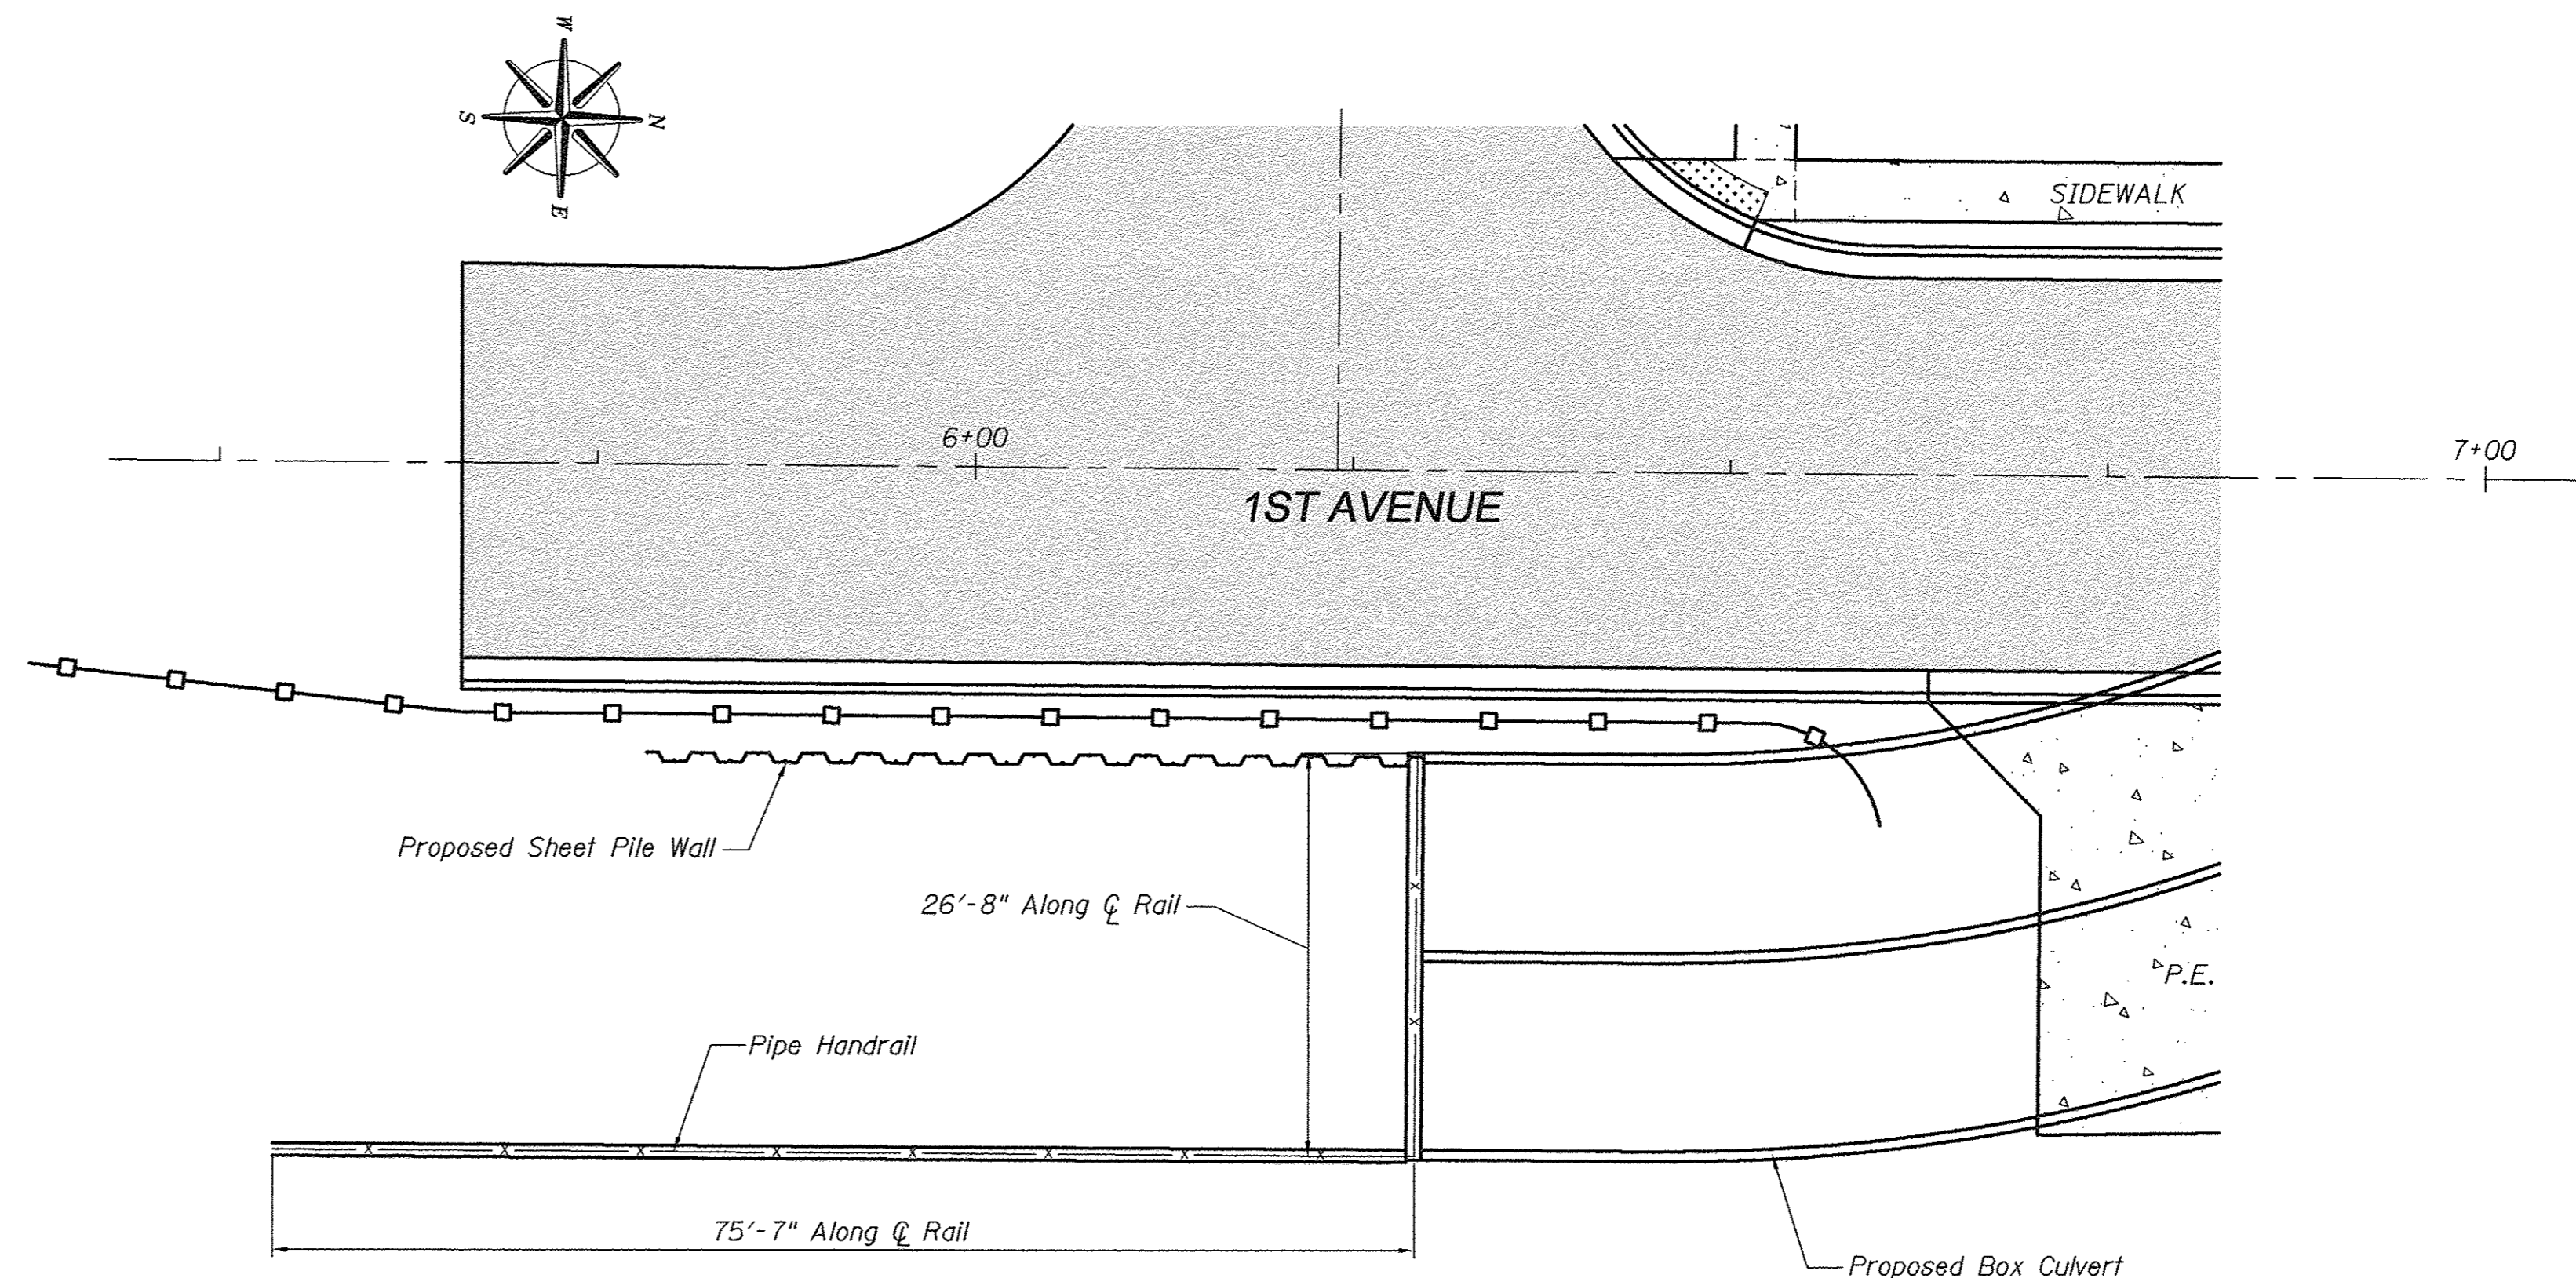 W
S
N
E
SIDEWALK
6+00
7+00
1ST AVENUE
Proposed Sheet Pile Wall
26'-8" Along ℄ Rail
P.E.
Pipe Handrail
75'-7" Along ℄ Rail
Proposed Box Culvert